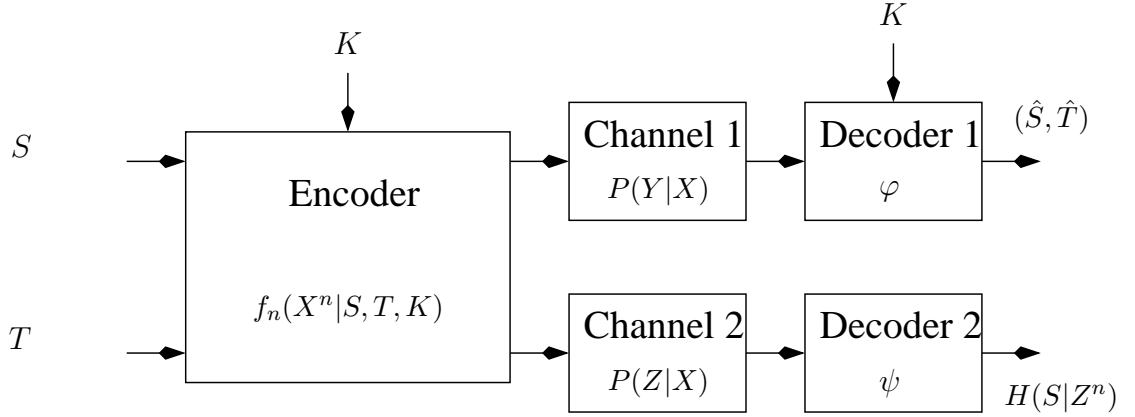 K
K
S
Encoder
f_n(X^n|S, T, K)
Channel 1
P(Y|X)
Decoder 1
φ
(Ŝ, T̂)
T
Channel 2
P(Z|X)
Decoder 2
ψ
H(S|Z^n)